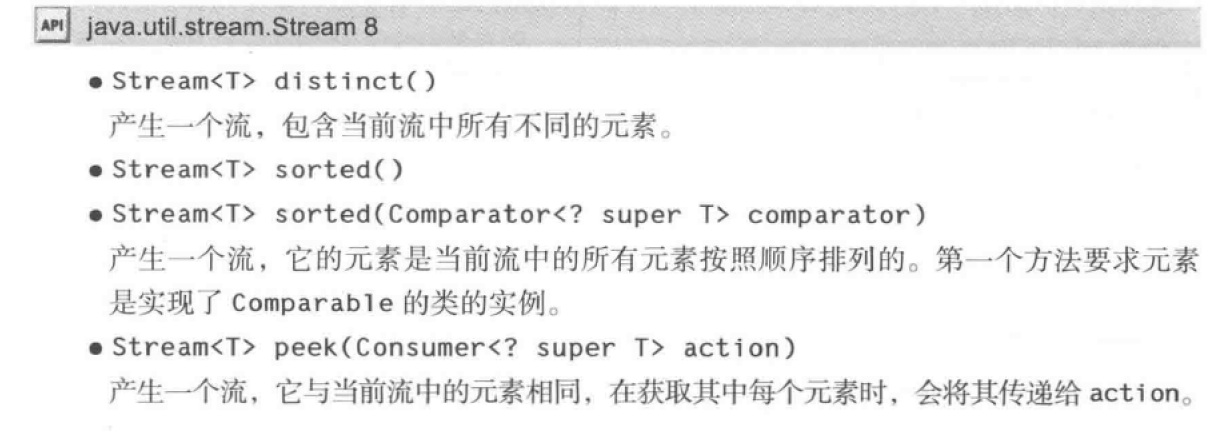 API java.util.stream.Stream 8
● Stream<T> distinct()
产生一个流，包含当前流中所有不同的元素。
● Stream<T> sorted()
● Stream<T> sorted(Comparator<? super T> comparator)
产生一个流，它的元素是当前流中的所有元素按照顺序排列的。第一个方法要求元素
是实现了 Comparable 的类的实例。
● Stream<T> peek(Consumer<? super T> action)
产生一个流，它与当前流中的元素相同，在获取其中每个元素时，会将其传递给 action。